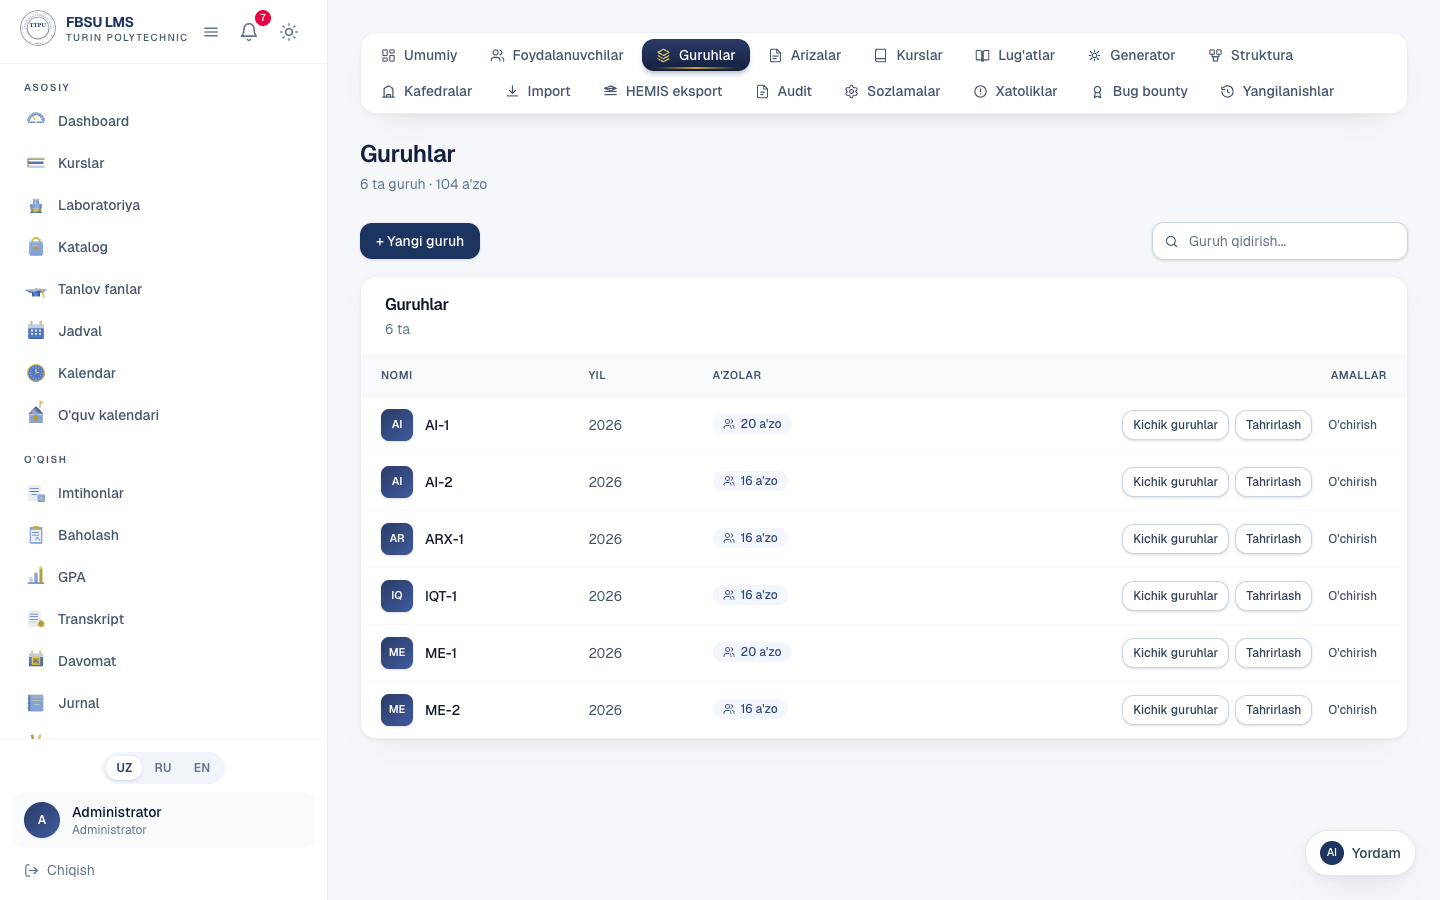 TTPU
FBSU LMS
TURIN POLYTECHNIC
7
ASOSIY
Dashboard
Kurslar
Laboratoriya
Katalog
Tanlov fanlar
Jadval
Kalendar
O'quv kalendari
O'QISH
Imtihonlar
Baholash
GPA
Transkript
Davomat
Jurnal
UZ RU EN
A
Administrator
Administrator
Chiqish
Umumiy Foydalanuvchilar Guruhlar Arizalar Kurslar Lug'atlar Generator Struktura
Kafedralar Import HEMIS eksport Audit Sozlamalar Xatoliklar Bug bounty Yangilanishlar
Guruhlar
6 ta guruh · 104 a'zo
+ Yangi guruh
Guruh qidirish...
Guruhlar
6 ta
NOMI YIL A'ZOLAR AMALLAR
AI AI-1 2026 20 a'zo Kichik guruhlar Tahrirlash O'chirish
AI AI-2 2026 16 a'zo Kichik guruhlar Tahrirlash O'chirish
AR ARX-1 2026 16 a'zo Kichik guruhlar Tahrirlash O'chirish
IQ IQT-1 2026 16 a'zo Kichik guruhlar Tahrirlash O'chirish
ME ME-1 2026 20 a'zo Kichik guruhlar Tahrirlash O'chirish
ME ME-2 2026 16 a'zo Kichik guruhlar Tahrirlash O'chirish
AI Yordam